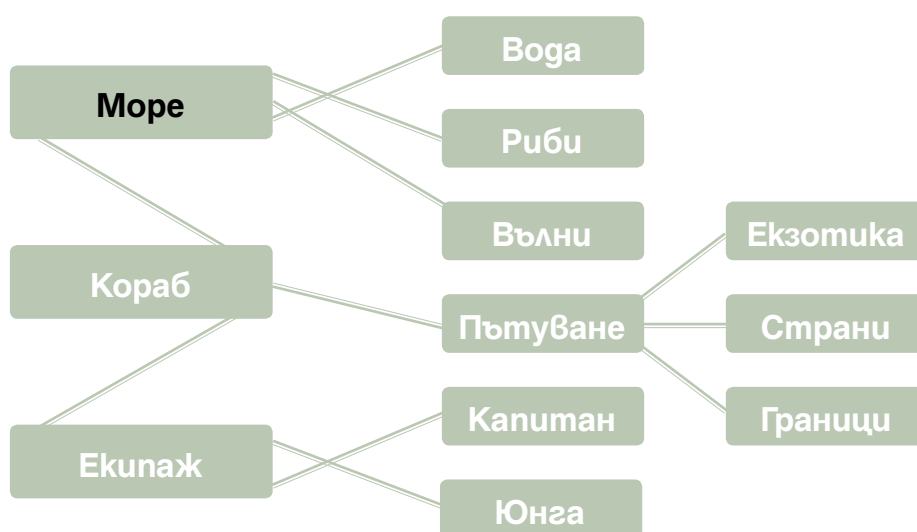 Вода
Море
Риби
Вълни
Екзотика
Кораб
Пътуване
Страни
Капитан
Граници
Екипаж
Юнга